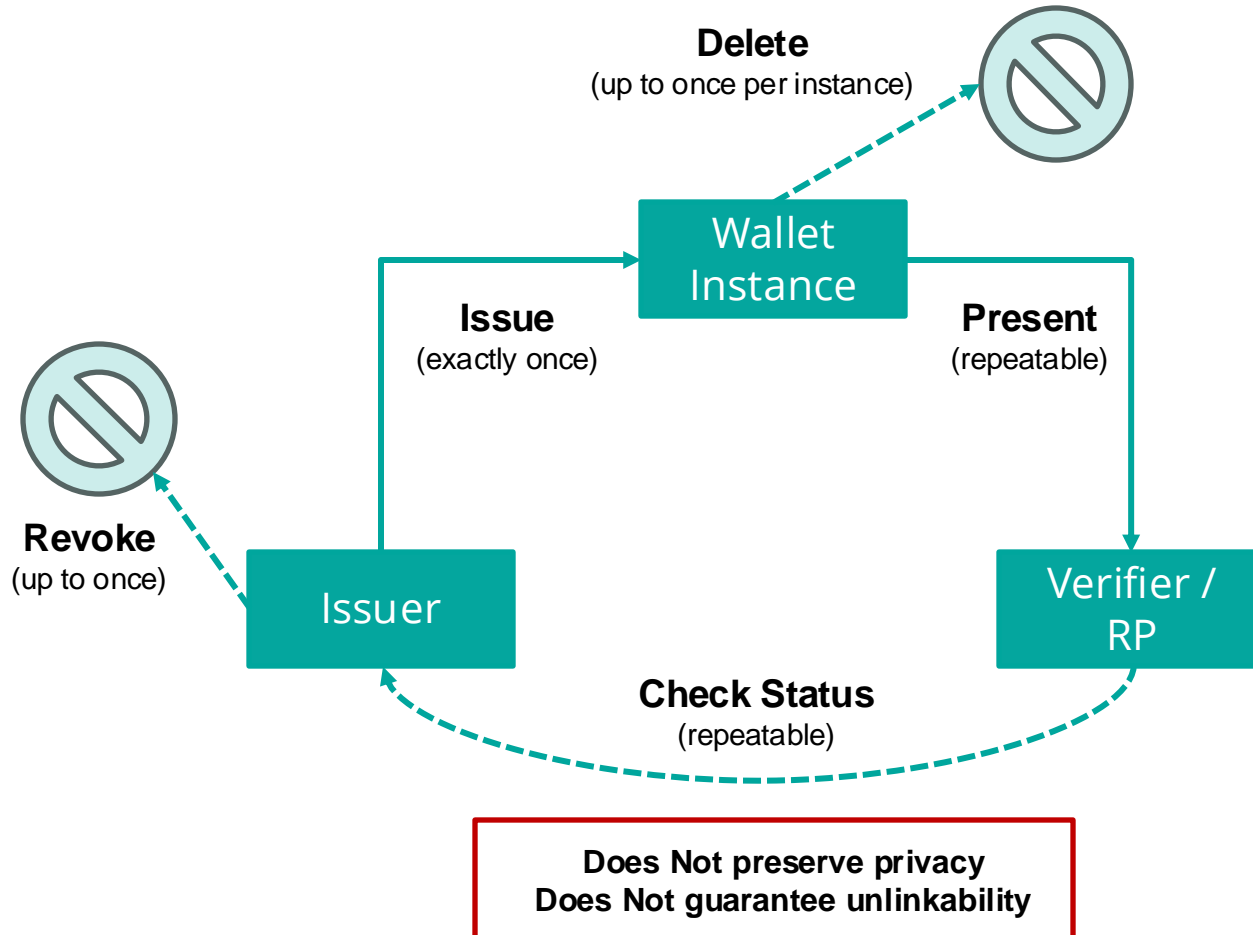 Delete
(up to once per instance)
Wallet
Instance
Issue
(exactly once)
Present
(repeatable)
Revoke
(up to once)
Issuer
Verifier /
RP
Check Status
(repeatable)
Does Not preserve privacy
Does Not guarantee unlinkability